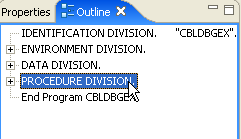 Properties Outline
IDENTIFICATION DIVISION. "CBLDBGEX".
ENVIRONMENT DIVISION.
DATA DIVISION.
PROCEDURE DIVISION.
End Program CBLDBGEX